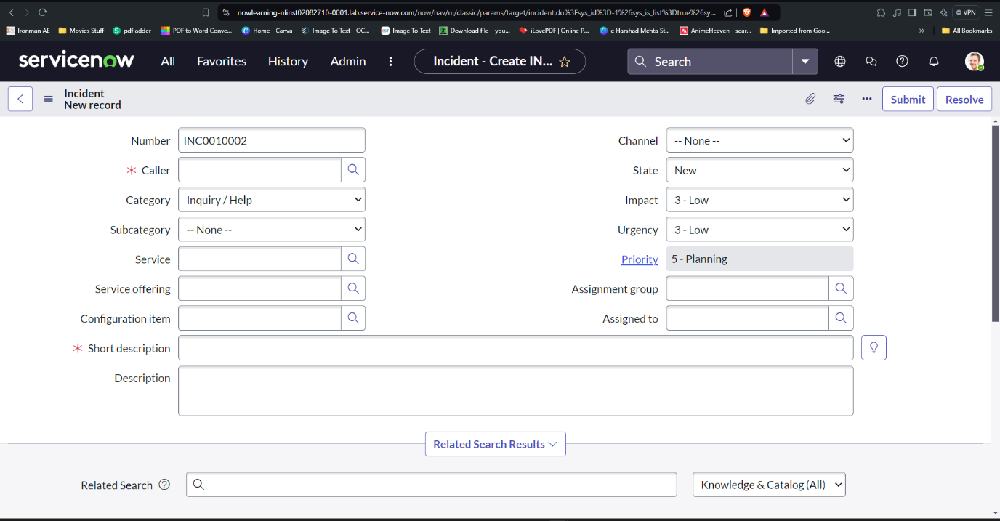 nowlearning-nlinst02082710-0001.lab.service-now.com/now/nav/ui/classic/params/target/incident.do%3Fsys_id%3D-1%26sys_is_list%3Dtrue%26sy...
VPN
Ironman AE Movies Stuff pdf adder PDF to Word Conve... Home - Canva Image To Text - OC... Image To Text Download file – you... iLovePDF | Online P... e Harshad Mehta St... AnimeHeaven - sear... Imported from Goo... » All Bookmarks
servicenow All Favorites History Admin Incident - Create IN... Search
Incident
New record
Submit Resolve
Number INC0010002 Channel -- None --
* Caller State New
Category Inquiry / Help Impact 3 - Low
Subcategory -- None -- Urgency 3 - Low
Service Priority 5 - Planning
Service offering Assignment group
Configuration item Assigned to
* Short description
Description
Related Search Results
Related Search Knowledge & Catalog (All)